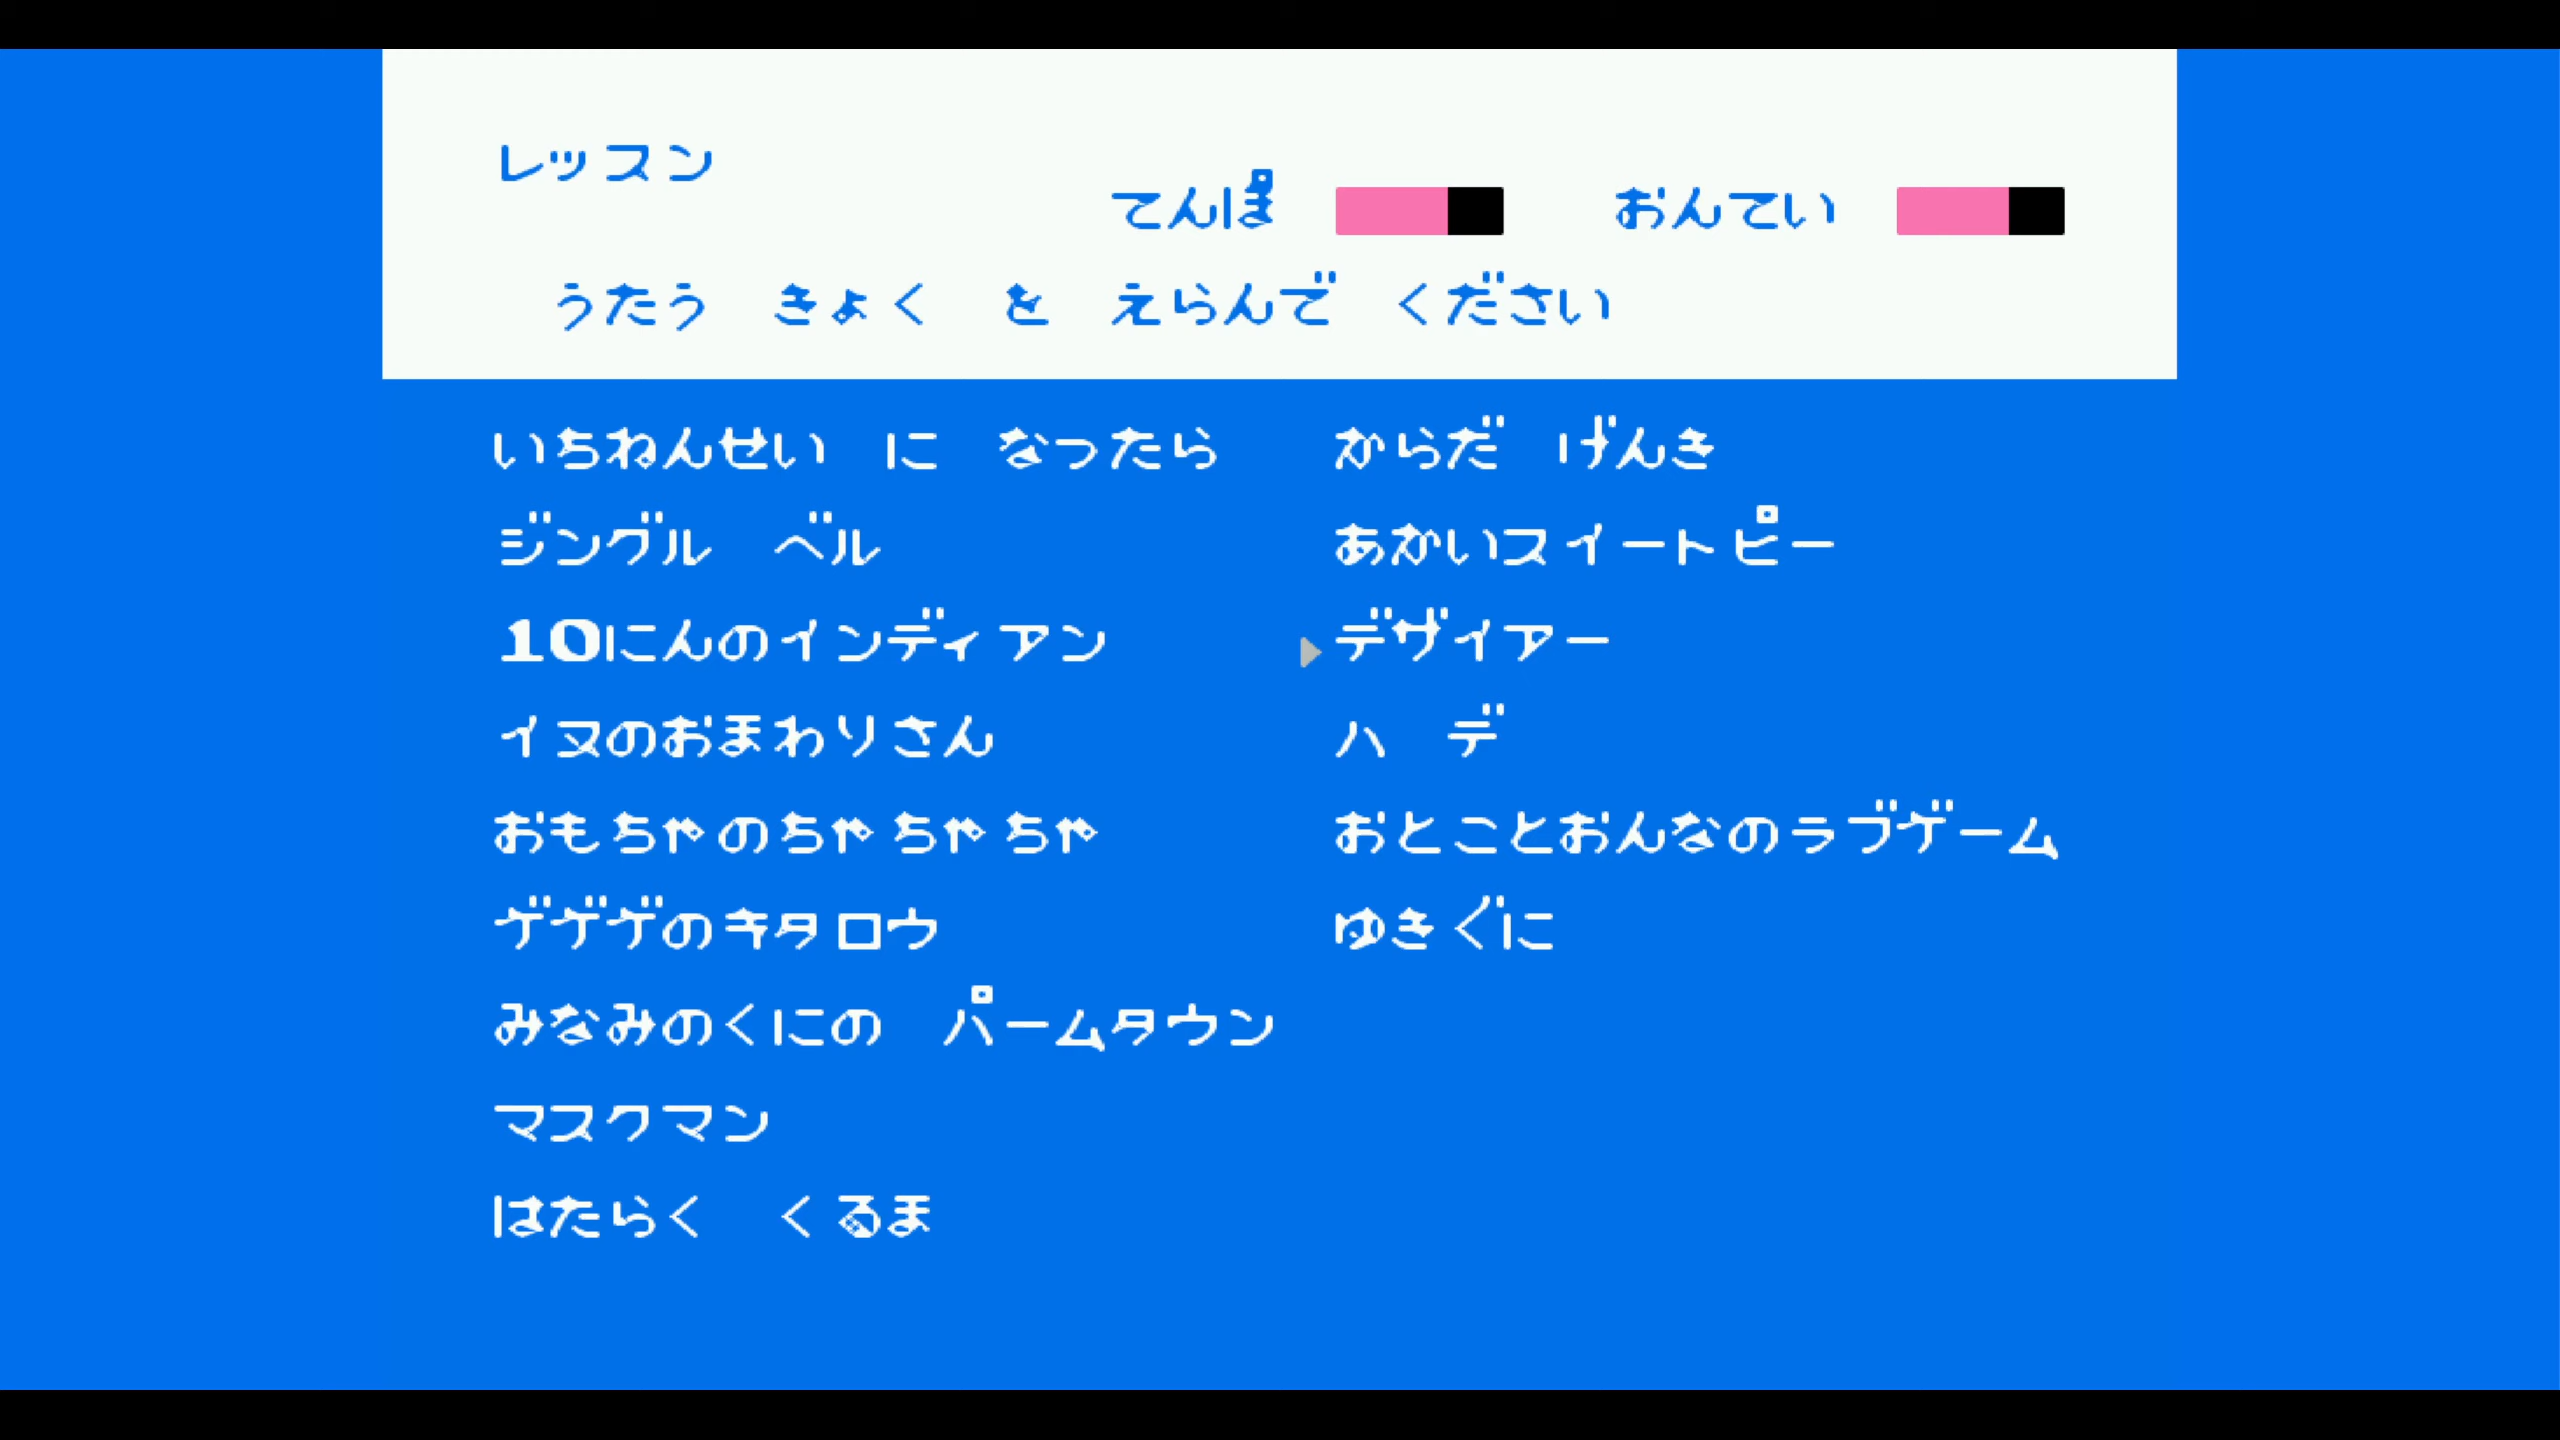 レッスン
てんぽ おんてい
うたう きょく を えらんで ください
いちねんせい に なったら
ジングル ベル
10にんのインディアン
イヌのおまわりさん
おもちゃのちゃちゃちゃ
ゲゲゲのキタロウ
みなみのくにの パームタウン
マスクマン
はたらく くるま
からだ げんき
あかいスイートピー
デザイアー
ハ デ
おとことおんなのラブゲーム
ゆきぐに